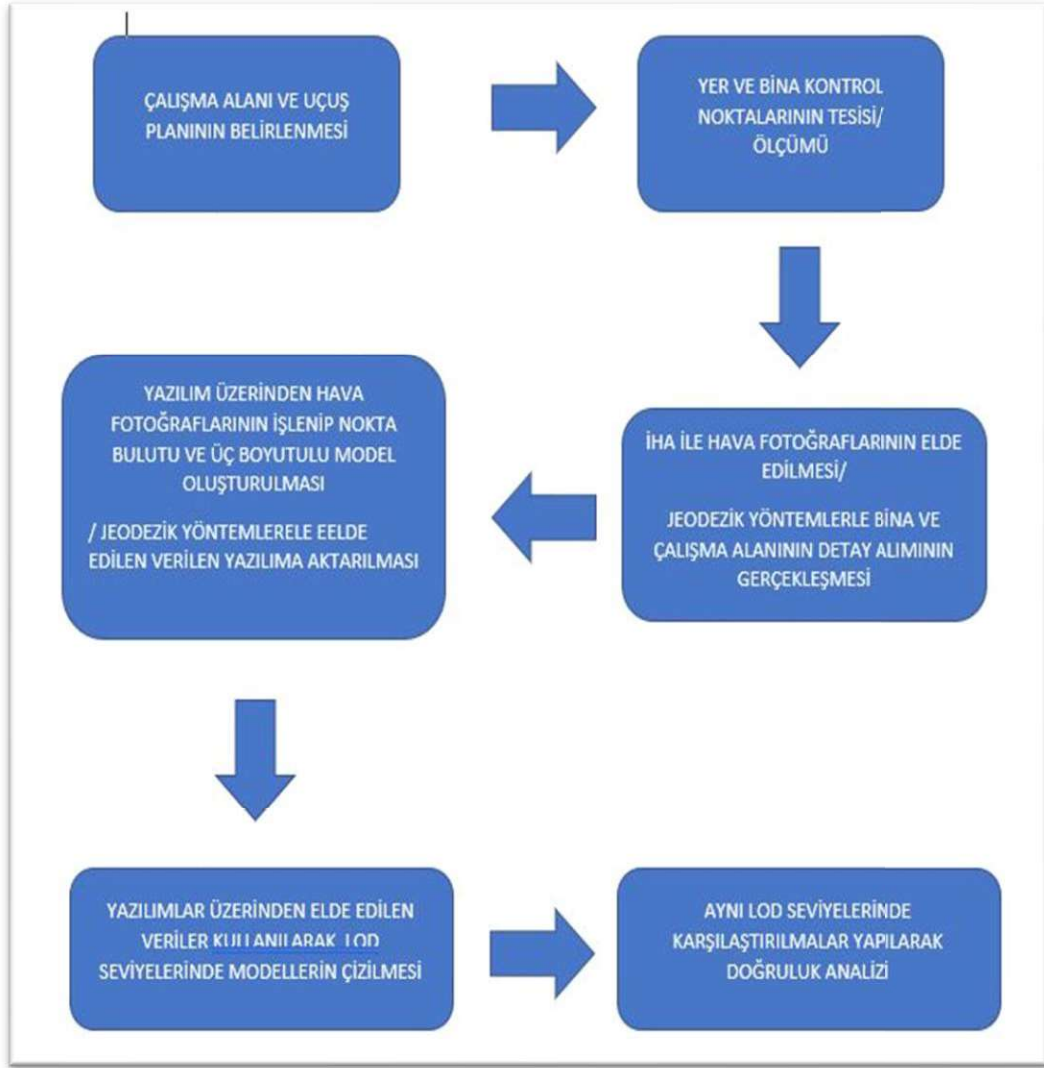 ÇALIŞMA ALANI VE UÇUŞ
PLANININ BELİRLENMESİ
YER VE BİNA KONTROL
NOKTALARININ TESİSİ/
ÖLÇÜMÜ
İHA İLE HAVA FOTOĞRAFLARININ ELDE
EDİLMESİ/
JEODEZİK YÖNTEMLERLE BİNA VE
ÇALIŞMA ALANININ DETAY ALIMININ
GERÇEKLEŞMESİ
YAZILIM ÜZERİNDEN HAVA
FOTOĞRAFLARININ İŞLENİP NOKTA
BULUTU VE ÜÇ BOYUTULU MODEL
OLUŞTURULMASI
/ JEODEZİK YÖNTEMLERELE EELDE
EDİLEN VERİLEN YAZILIMA AKTARILMASI
YAZILIMLAR ÜZERİNDEN ELDE EDİLEN
VERİLER KULLANILARAK LOD
SEVİYELERİNDE MODELLERİN ÇİZİLMESİ
AYNI LOD SEVİYELERİNDE
KARŞILAŞTIRILMALAR YAPILARAK
DOĞRULUK ANALİZİ